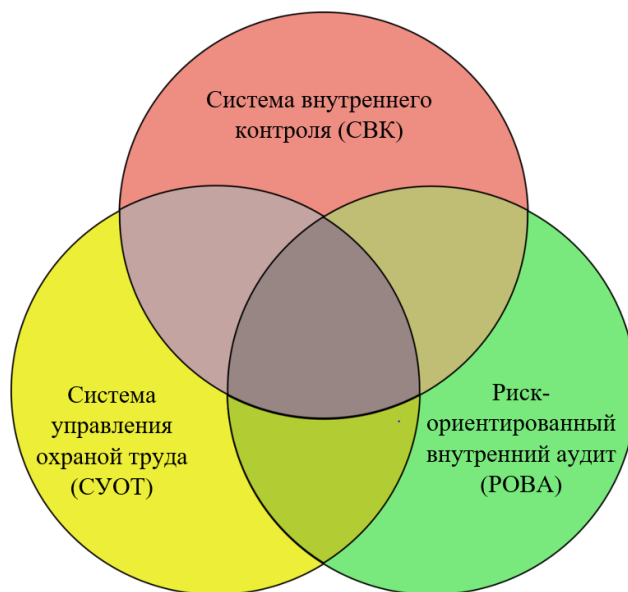 Система внутреннего
контроля (СВК)
Система
управления
охраной труда
(СУОТ)
Риск-
ориентированный
внутренний аудит
(РОВА)